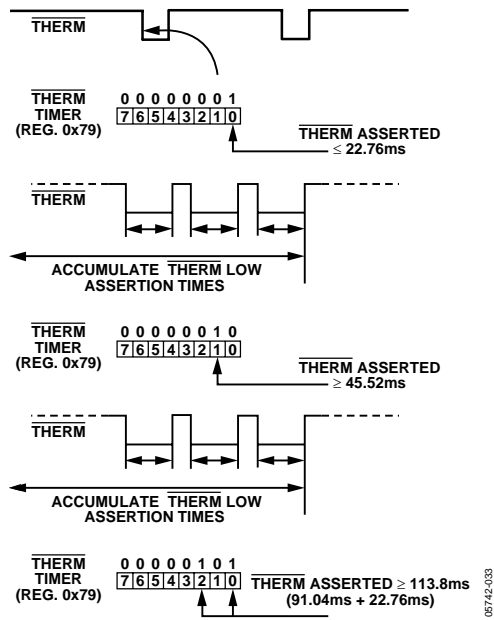 THERM
THERM
TIMER
(REG. 0x79)
0 0 0 0 0 0 0 1
7 6 5 4 3 2 1 0
THERM ASSERTED
≤ 22.76ms
THERM
ACCUMULATE THERM LOW
ASSERTION TIMES
THERM
TIMER
(REG. 0x79)
0 0 0 0 0 0 1 0
7 6 5 4 3 2 1 0
THERM ASSERTED
≥ 45.52ms
THERM
ACCUMULATE THERM LOW
ASSERTION TIMES
THERM
TIMER
(REG. 0x79)
0 0 0 0 0 1 0 1
7 6 5 4 3 2 1 0
THERM ASSERTED ≥ 113.8ms
(91.04ms + 22.76ms)
05742-033